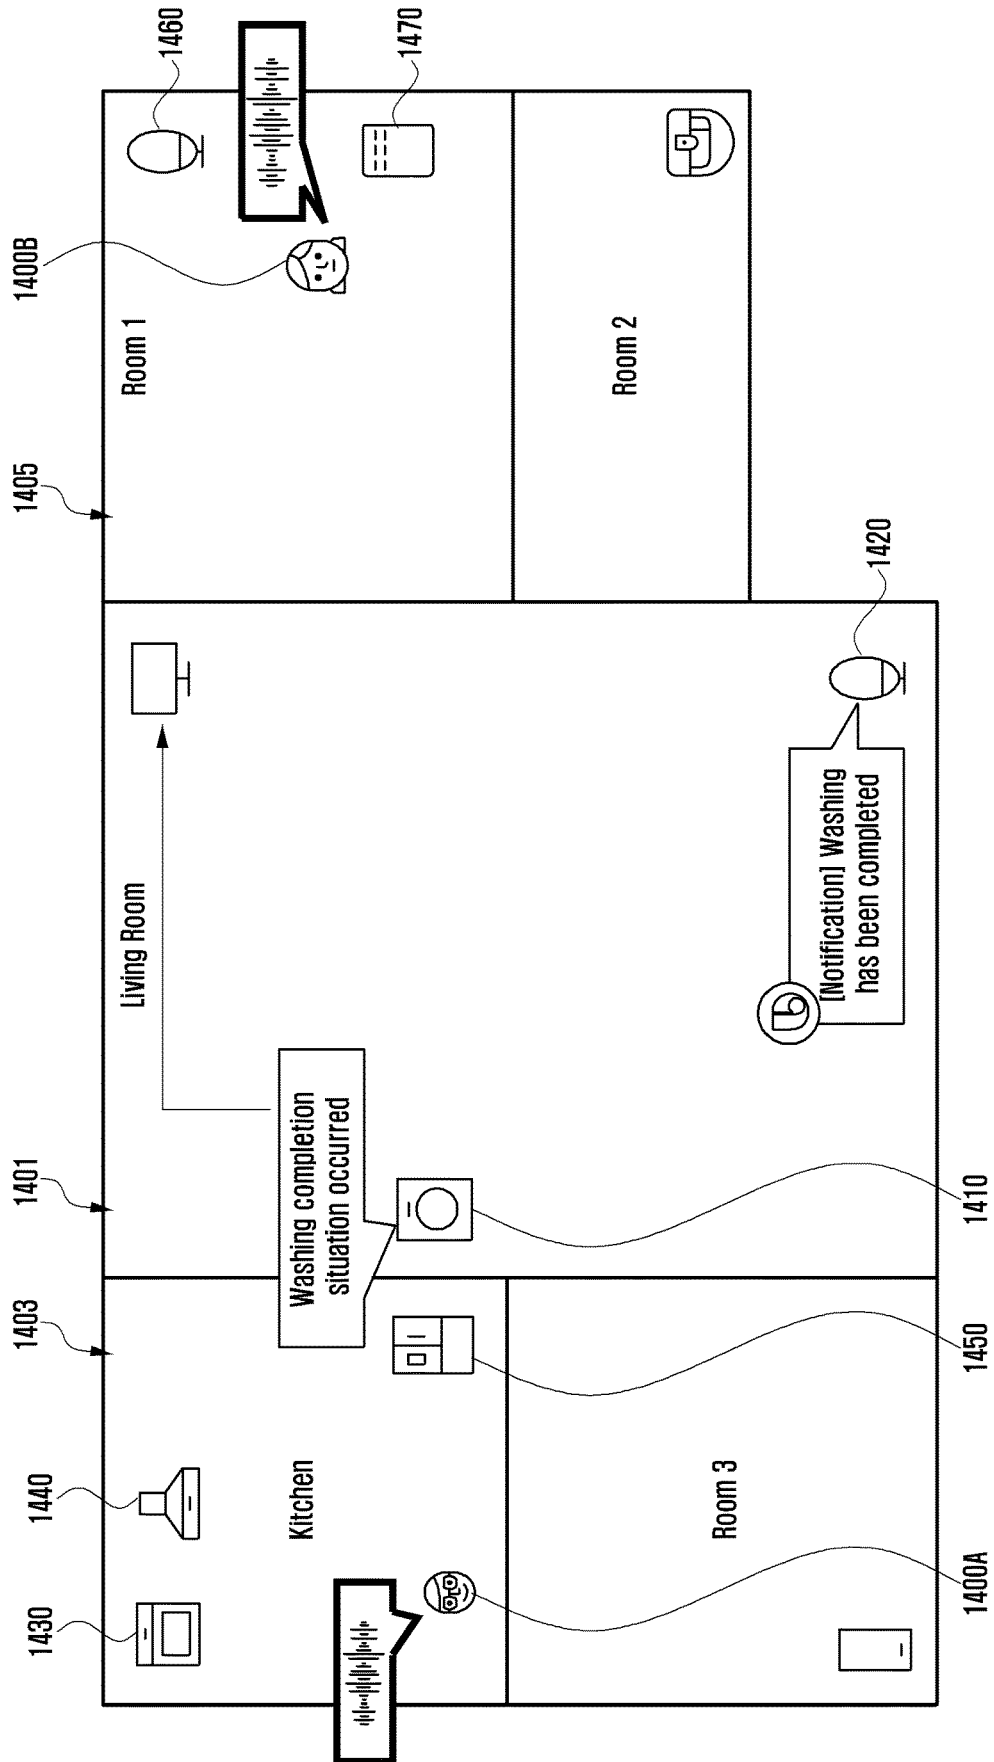 1430
1440
1403
1401
1405
1400B
1460
1470
Kitchen
Living Room
Room 1
Washing completion
situation occurred
Room 3
Room 2
[Notification] Washing
has been completed
1420
1400A
1450
1410